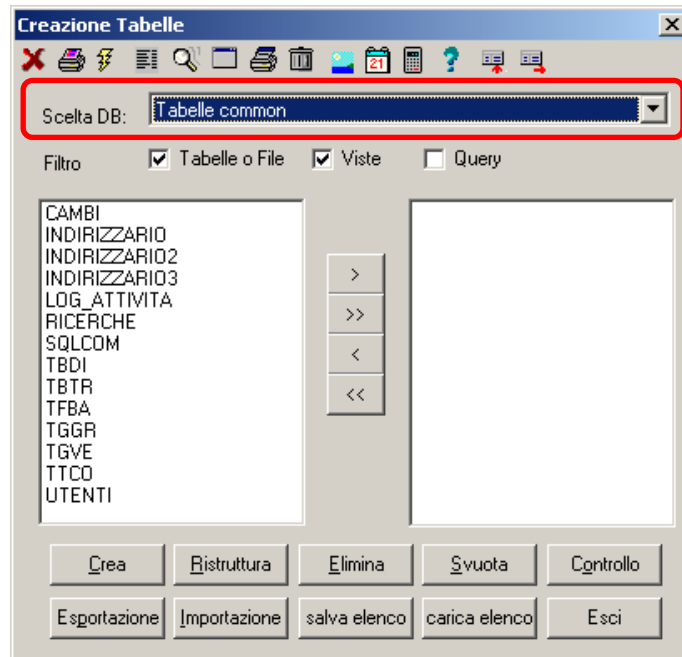 Creazione Tabelle
21
Scelta DB: Tabelle common
Filtro Tabelle o File Viste Query
CAMBI
INDIRIZZARIO
INDIRIZZARIO2
INDIRIZZARIO3
LOG_ATTIVITA
RICERCHE
SQLCOM
TBDI
TBTR
TFBA
TGGR
TGVE
TTCO
UTENTI
>
>>
<
<<
Crea Ristruttura Elimina Svuota Controllo
Esportazione Importazione salva elenco carica elenco Esci